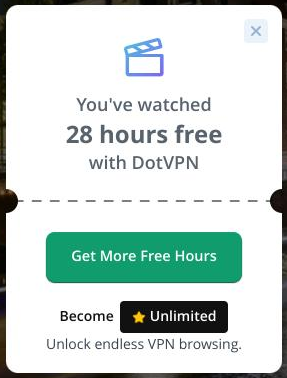 You've watched
28 hours free
with DotVPN
Get More Free Hours
Become Unlimited
Unlock endless VPN browsing.